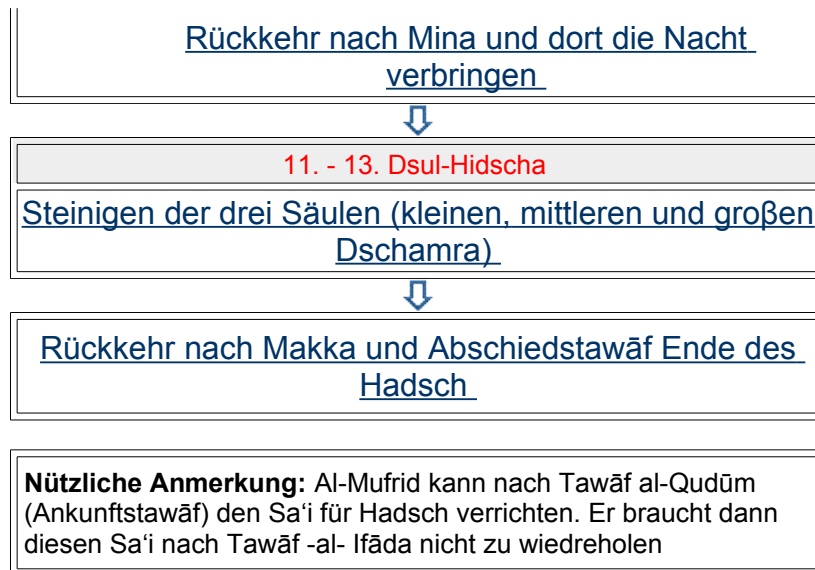 Rückkehr nach Mina und dort die Nacht
verbringen
11. - 13. Dsul-Hidscha
Steinigen der drei Säulen (kleinen, mittleren und groβen
Dschamra)
Rückkehr nach Makka und Abschiedstawāf Ende des
Hadsch
Nützliche Anmerkung: Al-Mufrid kann nach Tawāf al-Qudūm
(Ankunftstawāf) den Sa‘i für Hadsch verrichten. Er braucht dann
diesen Sa‘i nach Tawāf -al- Ifāda nicht zu wiedreholen